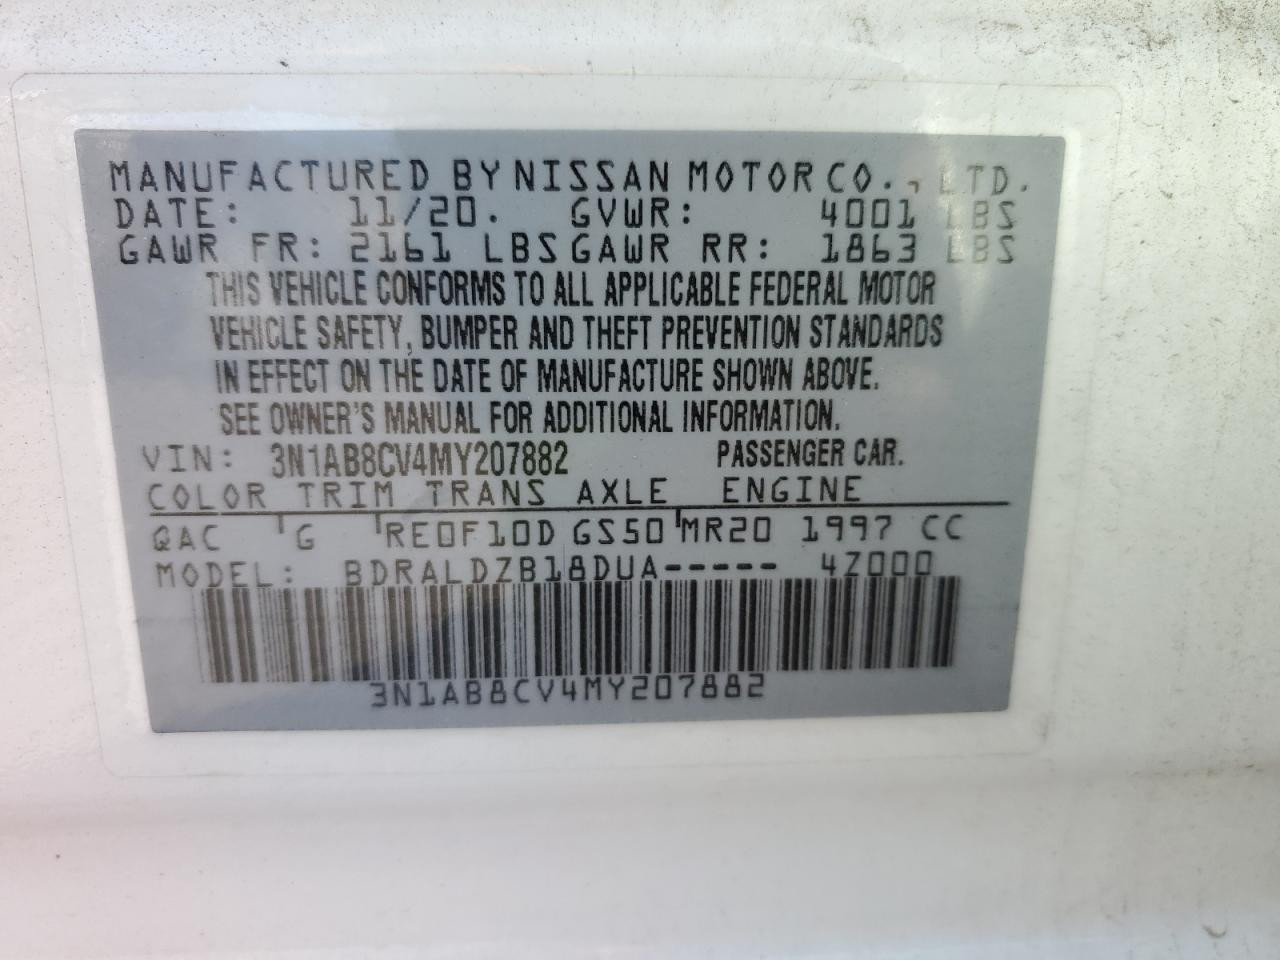 MANUFACTURED BY NISSAN MOTOR CO., LTD.
DATE: 11/20. GVWR: 4001 LBS
GAWR FR: 2161 LBS GAWR RR: 1863 LBS
THIS VEHICLE CONFORMS TO ALL APPLICABLE FEDERAL MOTOR
VEHICLE SAFETY, BUMPER AND THEFT PREVENTION STANDARDS
IN EFFECT ON THE DATE OF MANUFACTURE SHOWN ABOVE.
SEE OWNER'S MANUAL FOR ADDITIONAL INFORMATION.
VIN: 3N1AB8CV4MY207882 PASSENGER CAR.
COLOR TRIM TRANS AXLE ENGINE
QAC G RE0F10D GS50 MR20 1997 CC
MODEL: BDRALDZB18DUA----- 4Z000
3N1AB8CV4MY207882